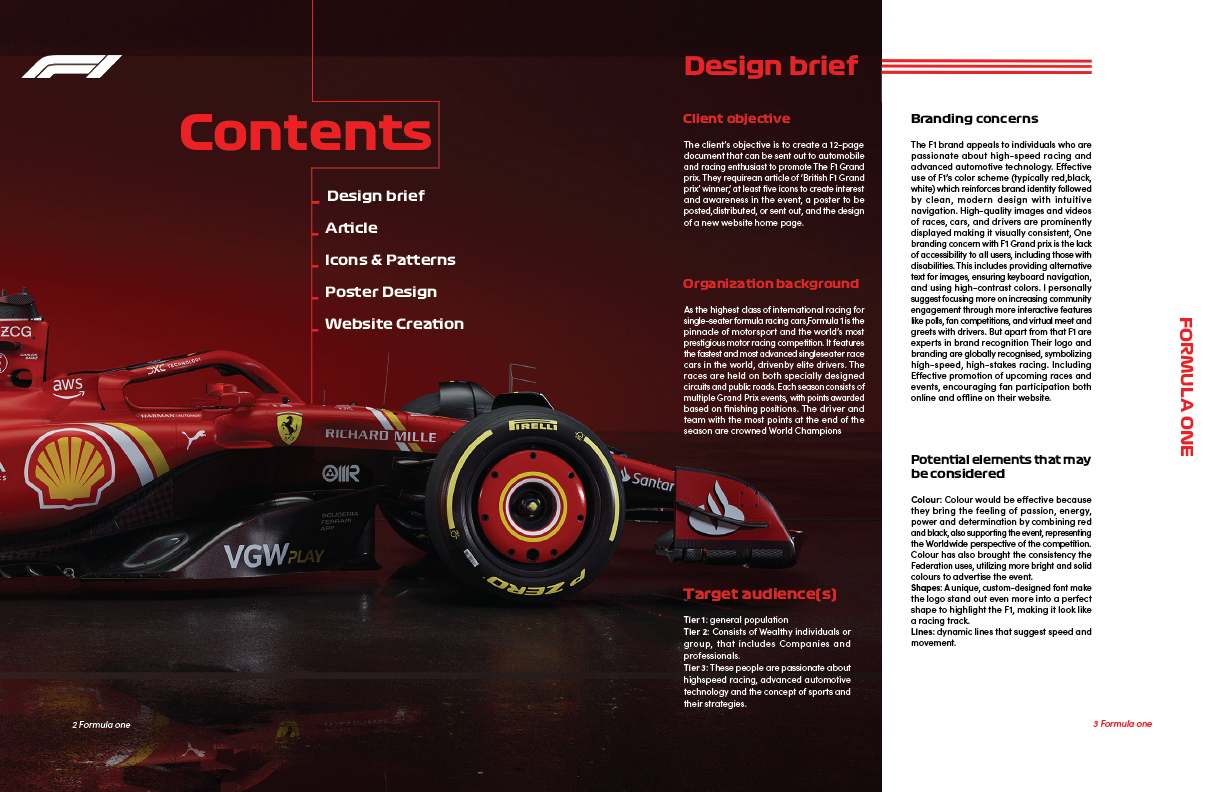 F1
Contents
Design brief
Article
Icons & Patterns
Poster Design
Website Creation
ZCG
aws
DXC TECHNOLOGY
HARMAN
RICHARD MILLE
PIRELLI
P ZERO
SCUDERIA
FERRARI
APP
VGW PLAY
Santan
2 Formula one
Design brief
Client objective
The client's objective is to create a 12-page
document that can be sent out to automobile
and racing enthusiast to promote The F1 Grand
prix. They requirean article of 'British F1 Grand
prix' winner,' at least five icons to create interest
and awareness in the event, a poster to be
posted,distributed, or sent out, and the design
of a new website home page.
Organization background
As the highest class of international racing for
single-seater formula racing cars,Formula 1 is the
pinnacle of motorsport and the world's most
prestigious motor racing competition. It features
the fastest and most advanced singleseater race
cars in the world, drivenby elite drivers. The
races are held on both specially designed
circuits and public roads. Each season consists of
multiple Grand Prix events, with points awarded
based on finishing positions. The driver and
team with the most points at the end of the
season are crowned World Champions
Target audience(s)
Tier 1: general population
Tier 2: Consists of Wealthy individuals or
group, that includes Companies and
professionals.
Tier 3: These people are passionate about
highspeed racing, advanced automotive
technology and the concept of sports and
their strategies.
Branding concerns
The F1 brand appeals to individuals who are
passionate about high-speed racing and
advanced automotive technology. Effective
use of F1's color scheme (typically red,black,
white) which reinforces brand identity followed
by clean, modern design with intuitive
navigation. High-quality images and videos
of races, cars, and drivers are prominently
displayed making it visually consistent, One
branding concern with F1 Grand prix is the lack
of accessibility to all users, including those with
disabilities. This includes providing alternative
text for images, ensuring keyboard navigation,
and using high-contrast colors. I personally
suggest focusing more on increasing community
engagement through more interactive features
like polls, fan competitions, and virtual meet and
greets with drivers. But apart from that F1 are
experts in brand recognition Their logo and
branding are globally recognised, symbolizing
high-speed, high-stakes racing. Including
Effective promotion of upcoming races and
events, encouraging fan participation both
online and offline on their website.
Potential elements that may
be considered
Colour: Colour would be effective because
they bring the feeling of passion, energy,
power and determination by combining red
and black, also supporting the event, representing
the Worldwide perspective of the competition.
Colour has also brought the consistency the
Federation uses, utilizing more bright and solid
colours to advertise the event.
Shapes: A unique, custom-designed font make
the logo stand out even more into a perfect
shape to highlight the F1, making it look like
a racing track.
Lines: dynamic lines that suggest speed and
movement.
FORMULA ONE
3 Formula one